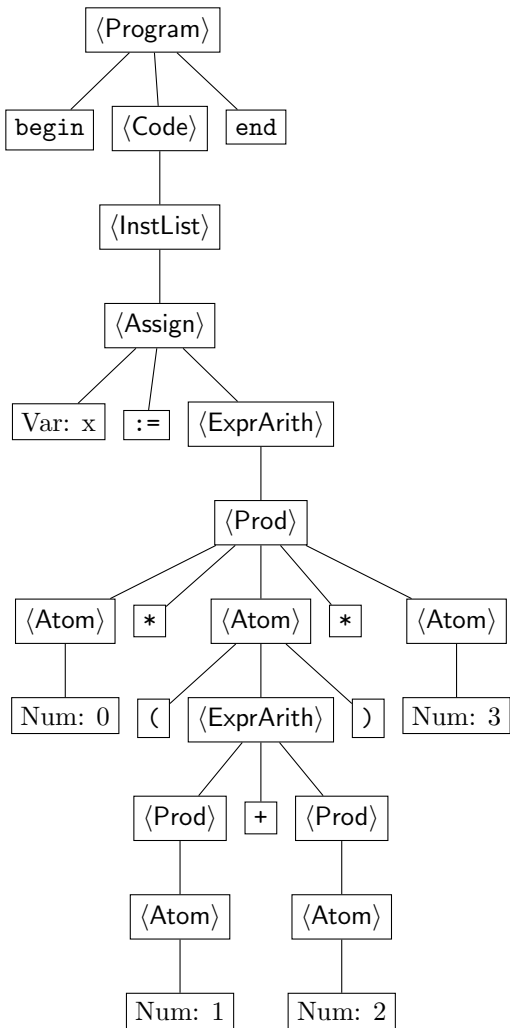 ⟨Program⟩
begin ⟨Code⟩ end
⟨InstList⟩
⟨Assign⟩
Var: x := ⟨ExprArith⟩
⟨Prod⟩
⟨Atom⟩ * ⟨Atom⟩ * ⟨Atom⟩
Num: 0 ( ⟨ExprArith⟩ ) Num: 3
⟨Prod⟩ + ⟨Prod⟩
⟨Atom⟩ ⟨Atom⟩
Num: 1 Num: 2